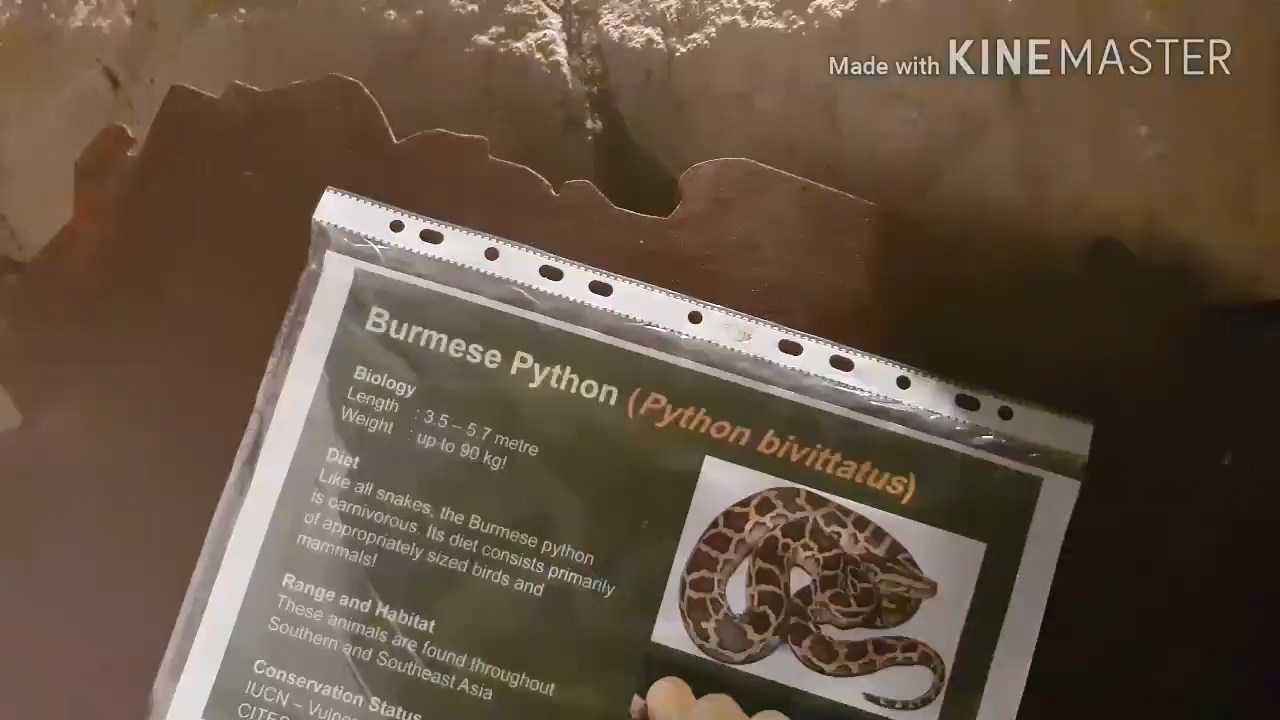 Made with KINEMASTER
Burmese Python (Python bivittatus)
Biology
Length : 3.5 – 5.7 metre
Weight : up to 90 kg!
Diet
Like all snakes, the Burmese python
is carnivorous. Its diet consists primarily
of appropriately sized birds and
mammals!
Range and Habitat
These animals are found throughout
Southern and Southeast Asia
Conservation Status
IUCN –